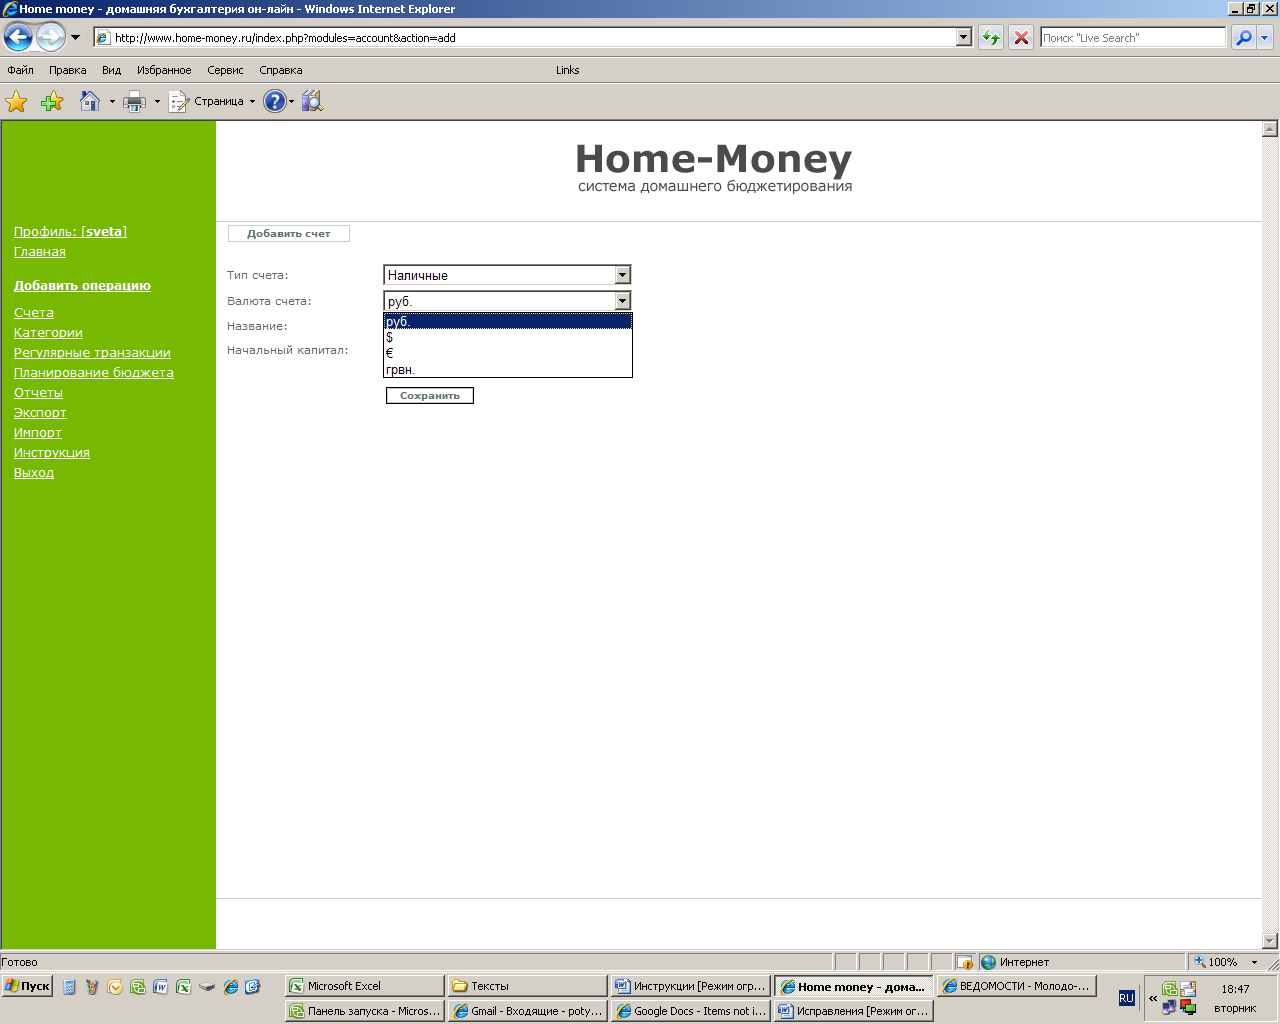 Home money - домашняя бухгалтерия он-лайн - Windows Internet Explorer
http://www.home-money.ru/index.php?modules=account&action=add
Поиск "Live Search"
Файл Правка Вид Избранное Сервис Справка Links
Страница
Home-Money
система домашнего бюджетирования
Профиль: [sveta]
Главная
Добавить операцию
Счета
Категории
Регулярные транзакции
Планирование бюджета
Отчеты
Экспорт
Импорт
Инструкция
Выход
Добавить счет
Тип счета: Наличные
Валюта счета: руб.
руб.
$
€
грвн.
Название:
Начальный капитал:
Сохранить
Готово Интернет 100%
Пуск Microsoft Excel Тексты Инструкции [Режим огр... Home money - дома... ВЕДОМОСТИ - Молодо-... RU 18:47
Панель запуска - Micros... Gmail - Входящие - poty... Google Docs - Items not i... Исправления [Режим ог... вторник